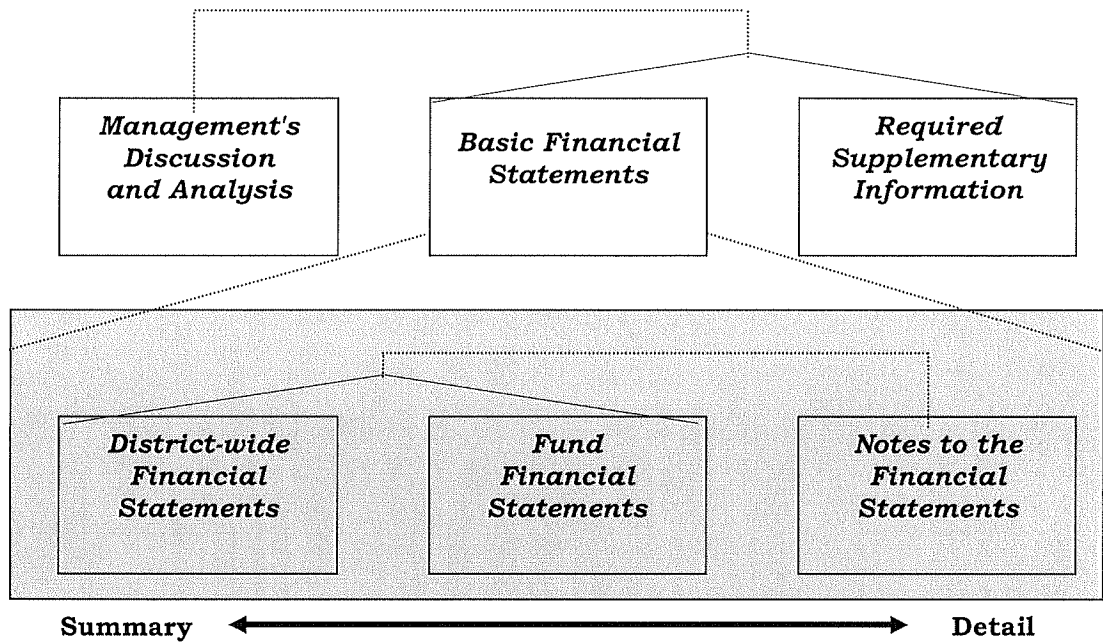 Management's
Discussion
and Analysis
Basic Financial
Statements
Required
Supplementary
Information
District-wide
Financial
Statements
Fund
Financial
Statements
Notes to the
Financial
Statements
Summary
Detail